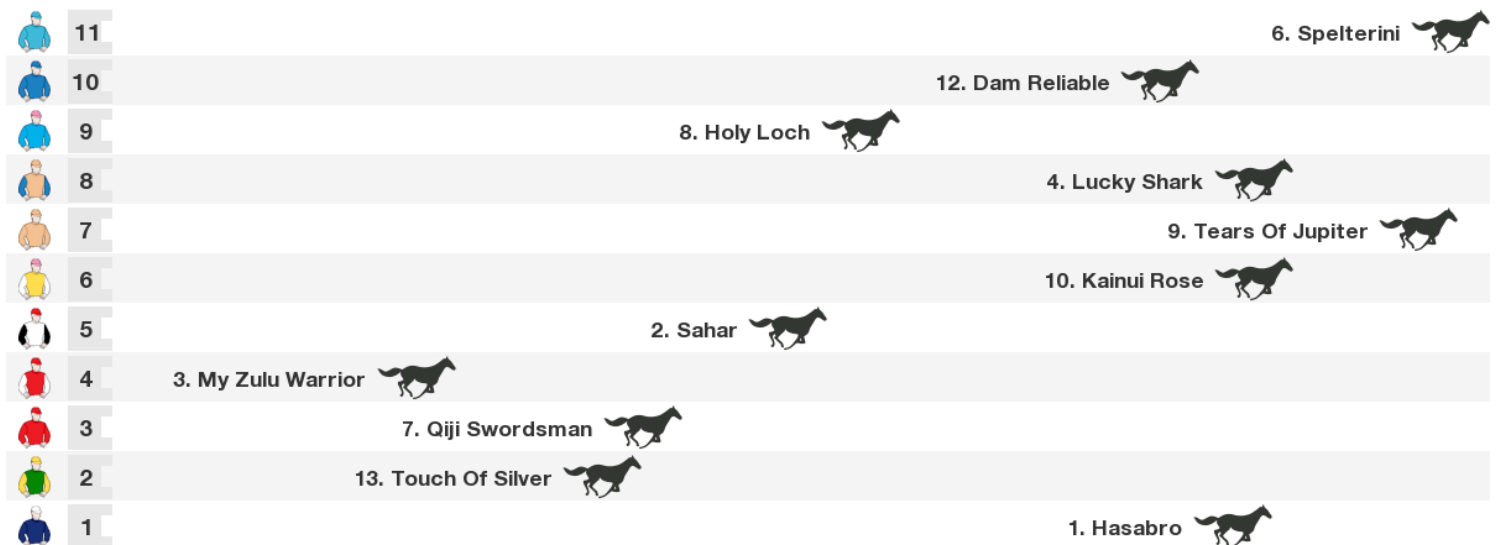 11 6. Spelterini
10 12. Dam Reliable
9 8. Holy Loch
8 4. Lucky Shark
7 9. Tears Of Jupiter
6 10. Kainui Rose
5 2. Sahar
4 3. My Zulu Warrior
3 7. Qiji Swordsman
2 13. Touch Of Silver
1 1. Hasabro